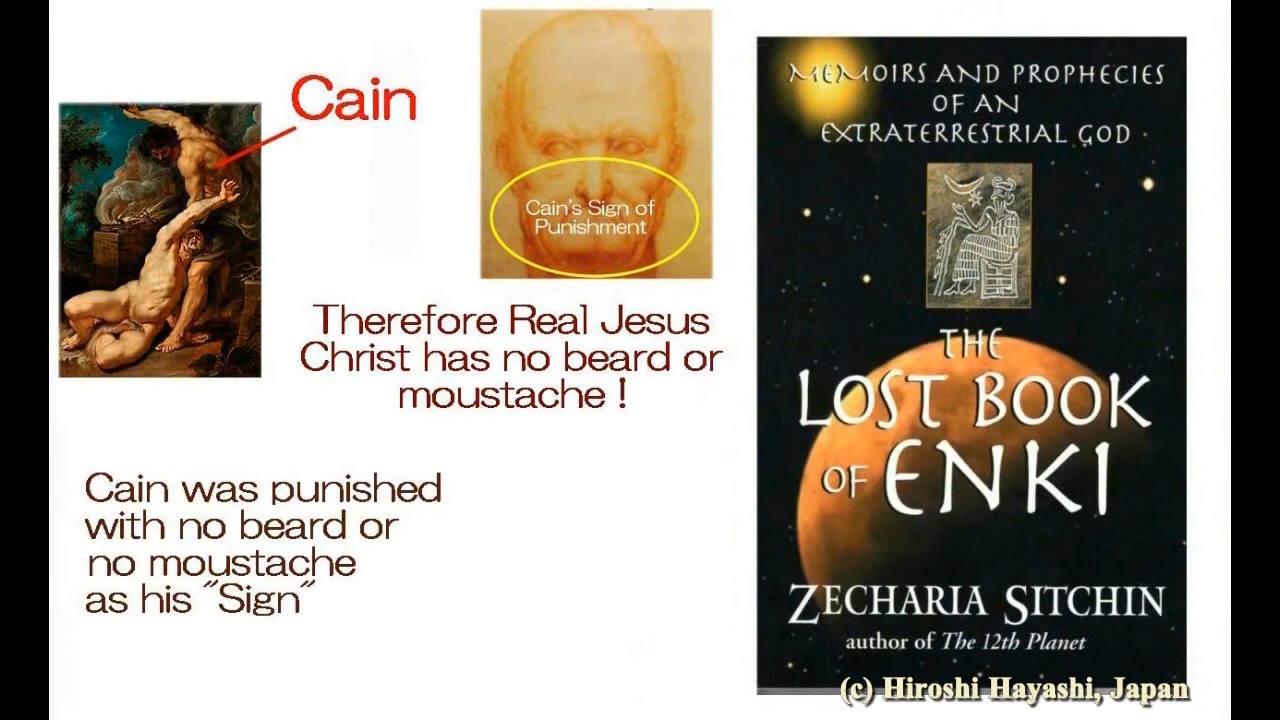 Cain
Cain's Sign of
Punishment
Therefore Real Jesus
Christ has no beard or
moustache !
Cain was punished
with no beard or
no moustache
as his "Sign"
MEMOIRS AND PROPHECIES
OF AN
EXTRATERRESTRIAL GOD
THE
LOST BOOK
OF ENKI
ZECHARIA SITCHIN
author of The 12th Planet
(c) Hiroshi Hayashi, Japan